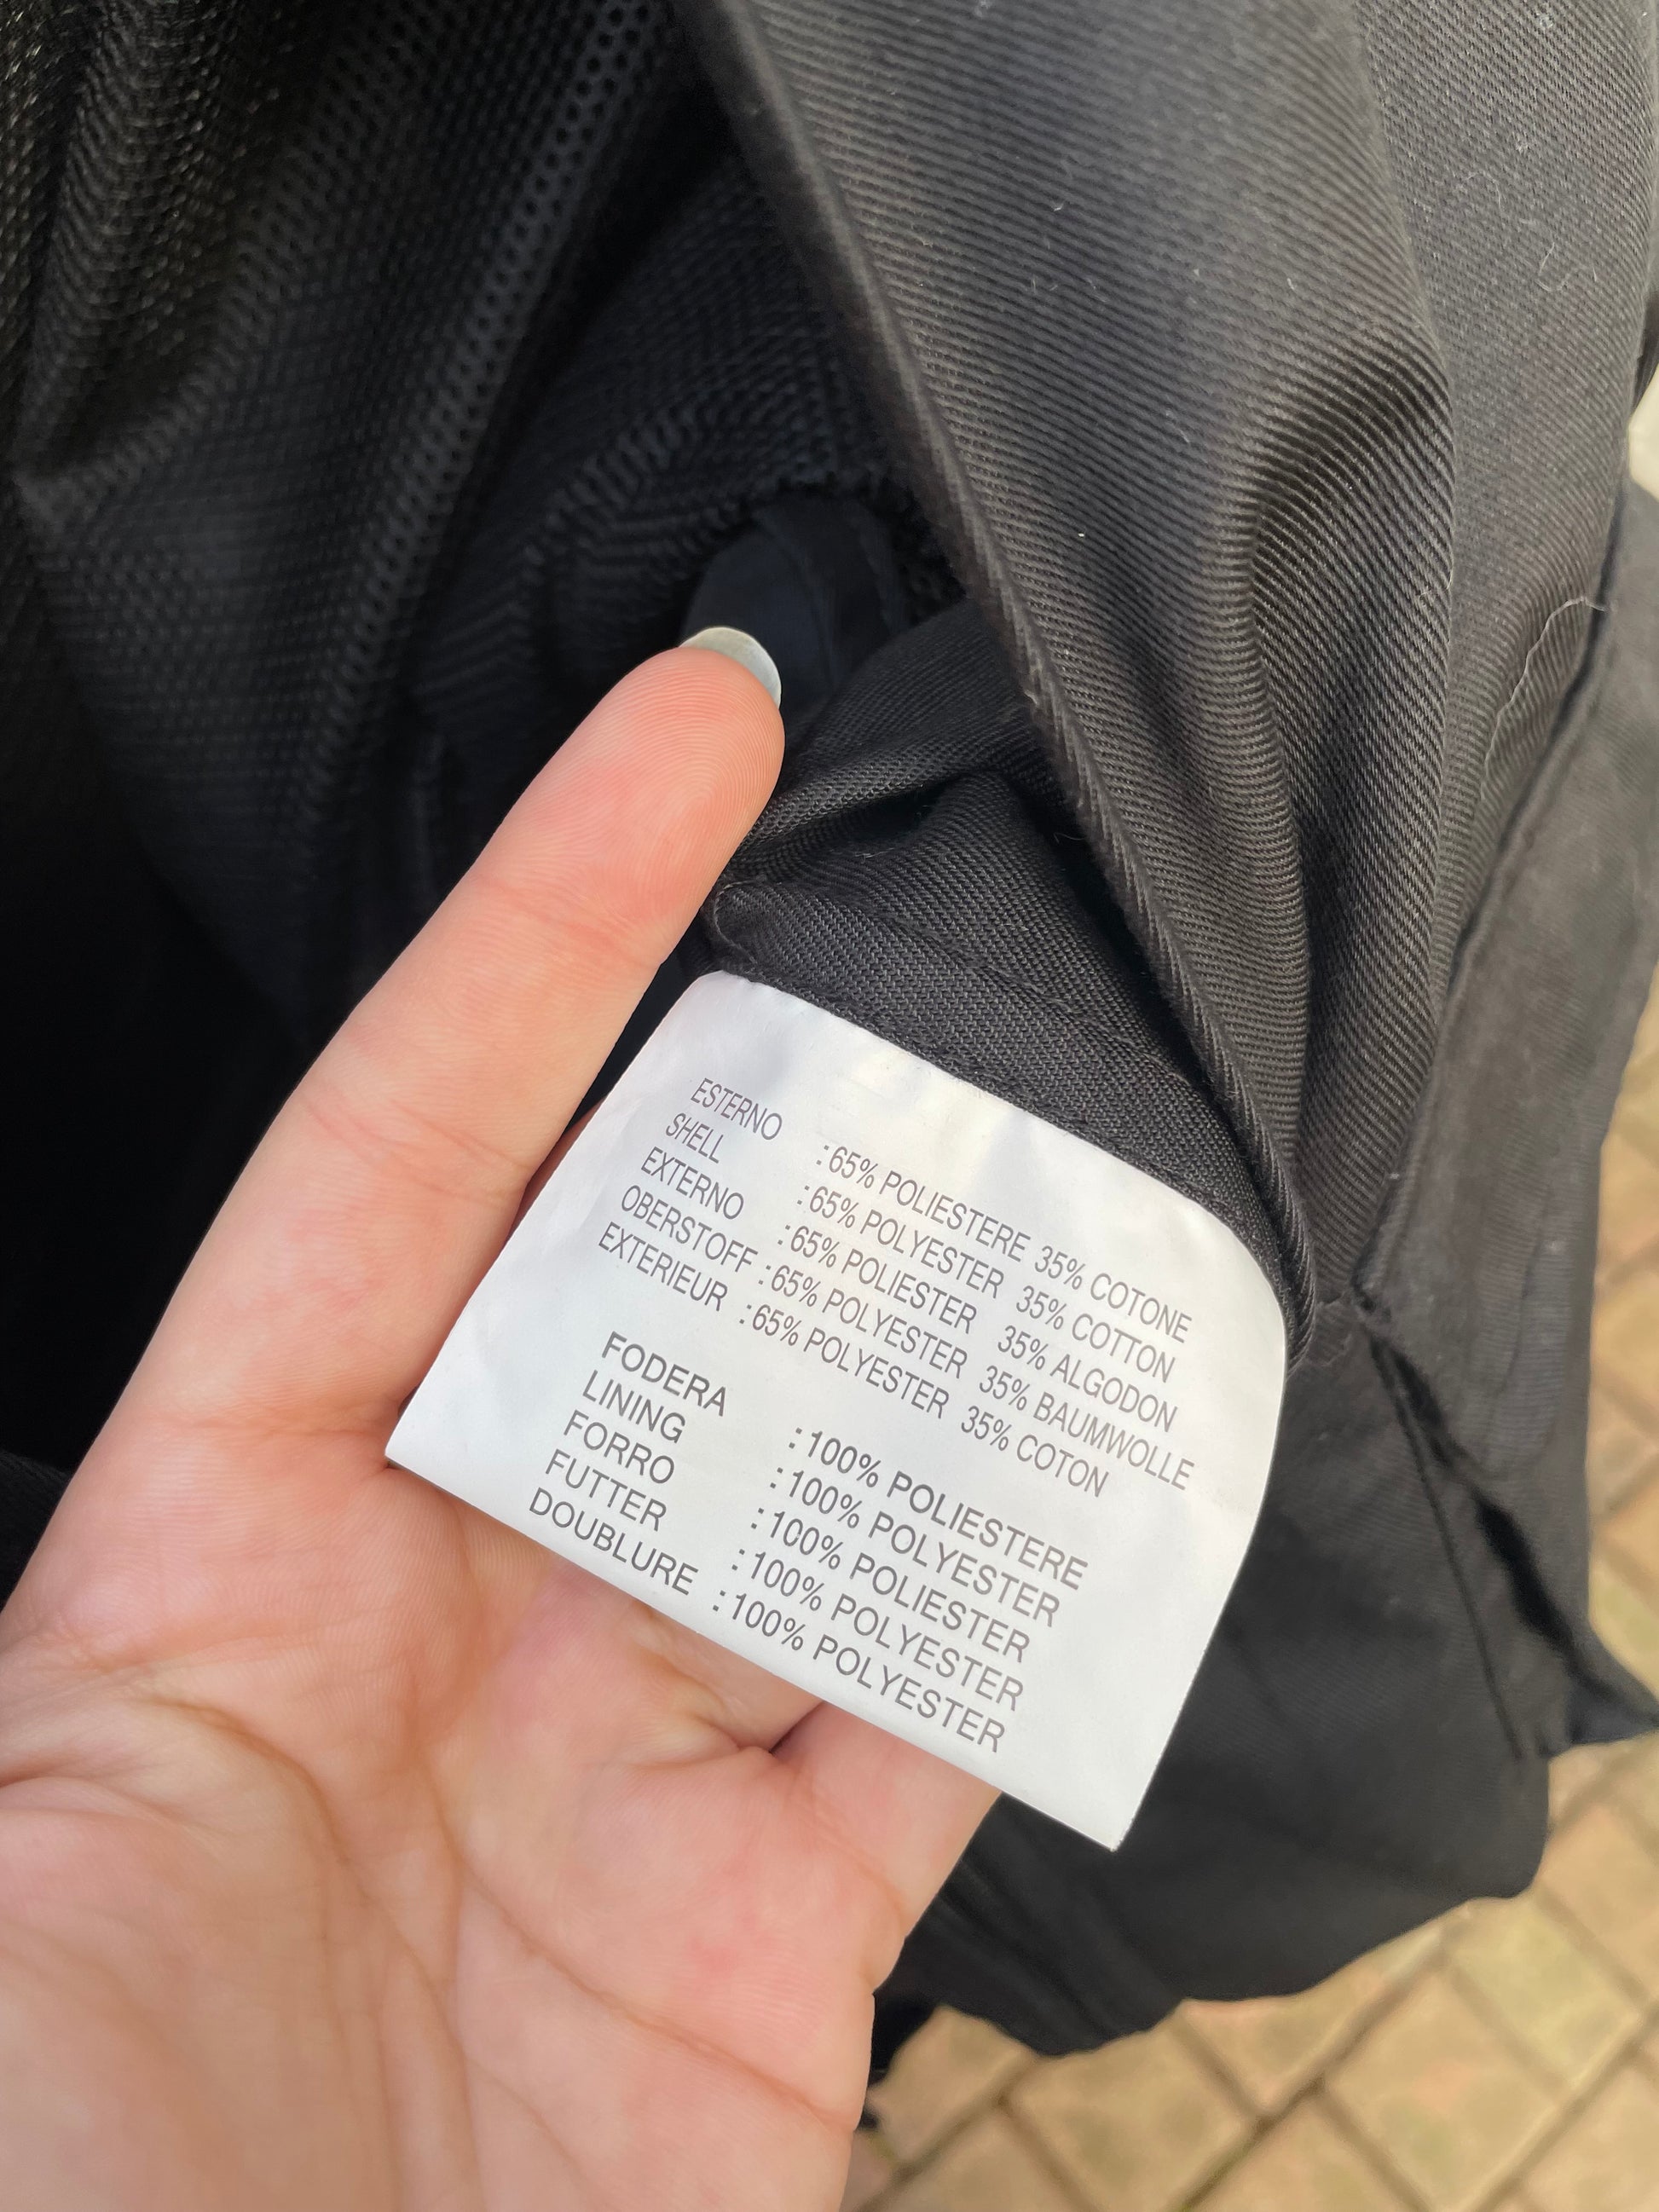 ESTERNO :65% POLIESTERE 35% COTONE
SHELL :65% POLYESTER 35% COTTON
EXTERNO :65% POLIESTER 35% ALGODON
OBERSTOFF :65% POLYESTER 35% BAUMWOLLE
EXTERIEUR :65% POLYESTER 35% COTON
FODERA :100% POLIESTERE
LINING :100% POLYESTER
FORRO :100% POLIESTER
FUTTER :100% POLYESTER
DOUBLURE :100% POLYESTER